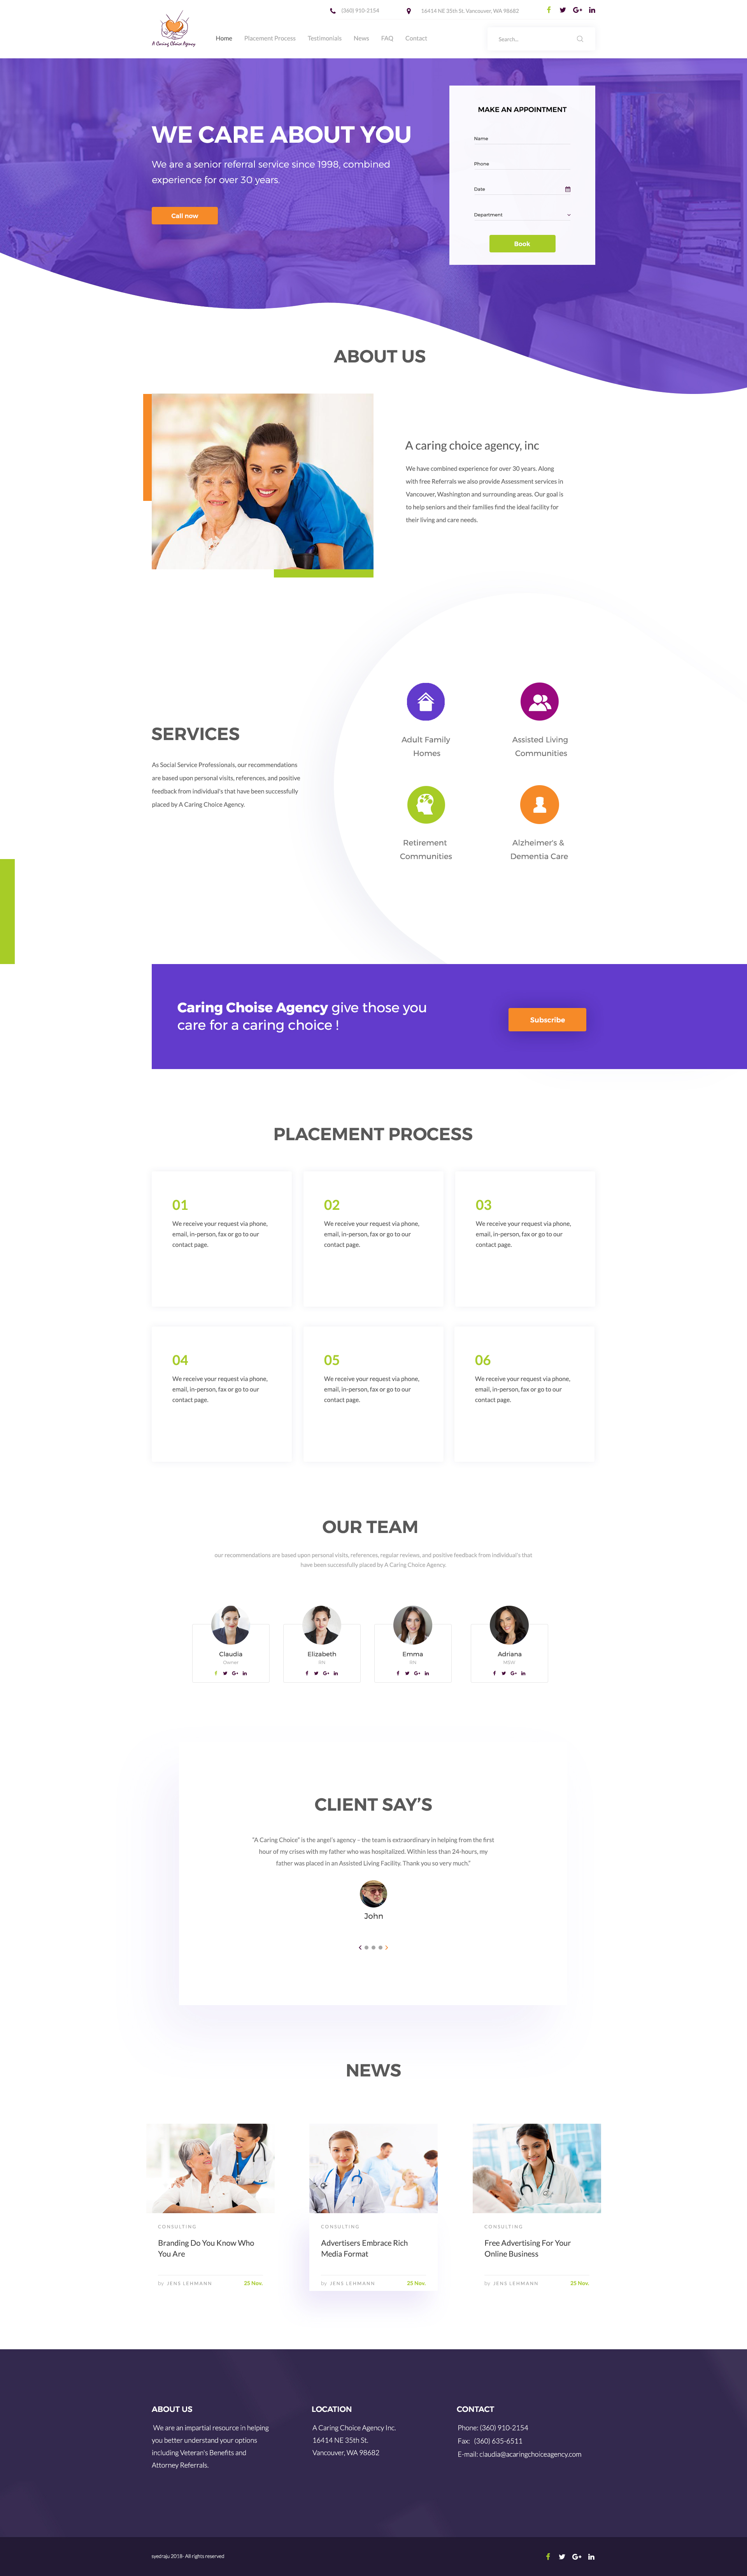 (360) 910-2154
16414 NE 35th St. Vancouver, WA 98682
A Caring Choice Agency
Home
Placement Process
Testimonials
News
FAQ
Contact
Search...
WE CARE ABOUT YOU
We are a senior referral service since 1998, combined
experience for over 30 years.
Call now
MAKE AN APPOINTMENT
Name
Phone
Date
Department
Book
ABOUT US
A caring choice agency, inc
We have combined experience for over 30 years. Along
with free Referrals we also provide Assessment services in
Vancouver, Washington and surrounding areas. Our goal is
to help seniors and their families find the ideal facility for
their living and care needs.
SERVICES
As Social Service Professionals, our recommendations
are based upon personal visits, references, and positive
feedback from individual's that have been successfully
placed by A Caring Choice Agency.
Adult Family
Homes
Assisted Living
Communities
Retirement
Communities
Alzheimer's &
Dementia Care
Caring Choise Agency give those you
care for a caring choice !
Subscribe
PLACEMENT PROCESS
01
We receive your request via phone,
email, in-person, fax or go to our
contact page.
02
We receive your request via phone,
email, in-person, fax or go to our
contact page.
03
We receive your request via phone,
email, in-person, fax or go to our
contact page.
04
We receive your request via phone,
email, in-person, fax or go to our
contact page.
05
We receive your request via phone,
email, in-person, fax or go to our
contact page.
06
We receive your request via phone,
email, in-person, fax or go to our
contact page.
OUR TEAM
our recommendations are based upon personal visits, references, regular reviews, and positive feedback from individual's that
have been successfully placed by A Caring Choice Agency.
Claudia
Owner
Elizabeth
RN
Emma
RN
Adriana
MSW
CLIENT SAY'S
"A Caring Choice" is the angel's agency – the team is extraordinary in helping from the first
hour of my crises with my father who was hospitalized. Within less than 24-hours, my
father was placed in an Assisted Living Facility. Thank you so very much."
John
NEWS
CONSULTING
Branding Do You Know Who
You Are
by JENS LEHMANN
25 Nov.
CONSULTING
Advertisers Embrace Rich
Media Format
by JENS LEHMANN
25 Nov.
CONSULTING
Free Advertising For Your
Online Business
by JENS LEHMANN
25 Nov.
ABOUT US
We are an impartial resource in helping
you better understand your options
including Veteran's Benefits and
Attorney Referrals.
LOCATION
A Caring Choice Agency Inc.
16414 NE 35th St.
Vancouver, WA 98682
CONTACT
Phone: (360) 910-2154
Fax: (360) 635-6511
E-mail: claudia@acaringchoiceagency.com
syedraju 2018- All rights reserved